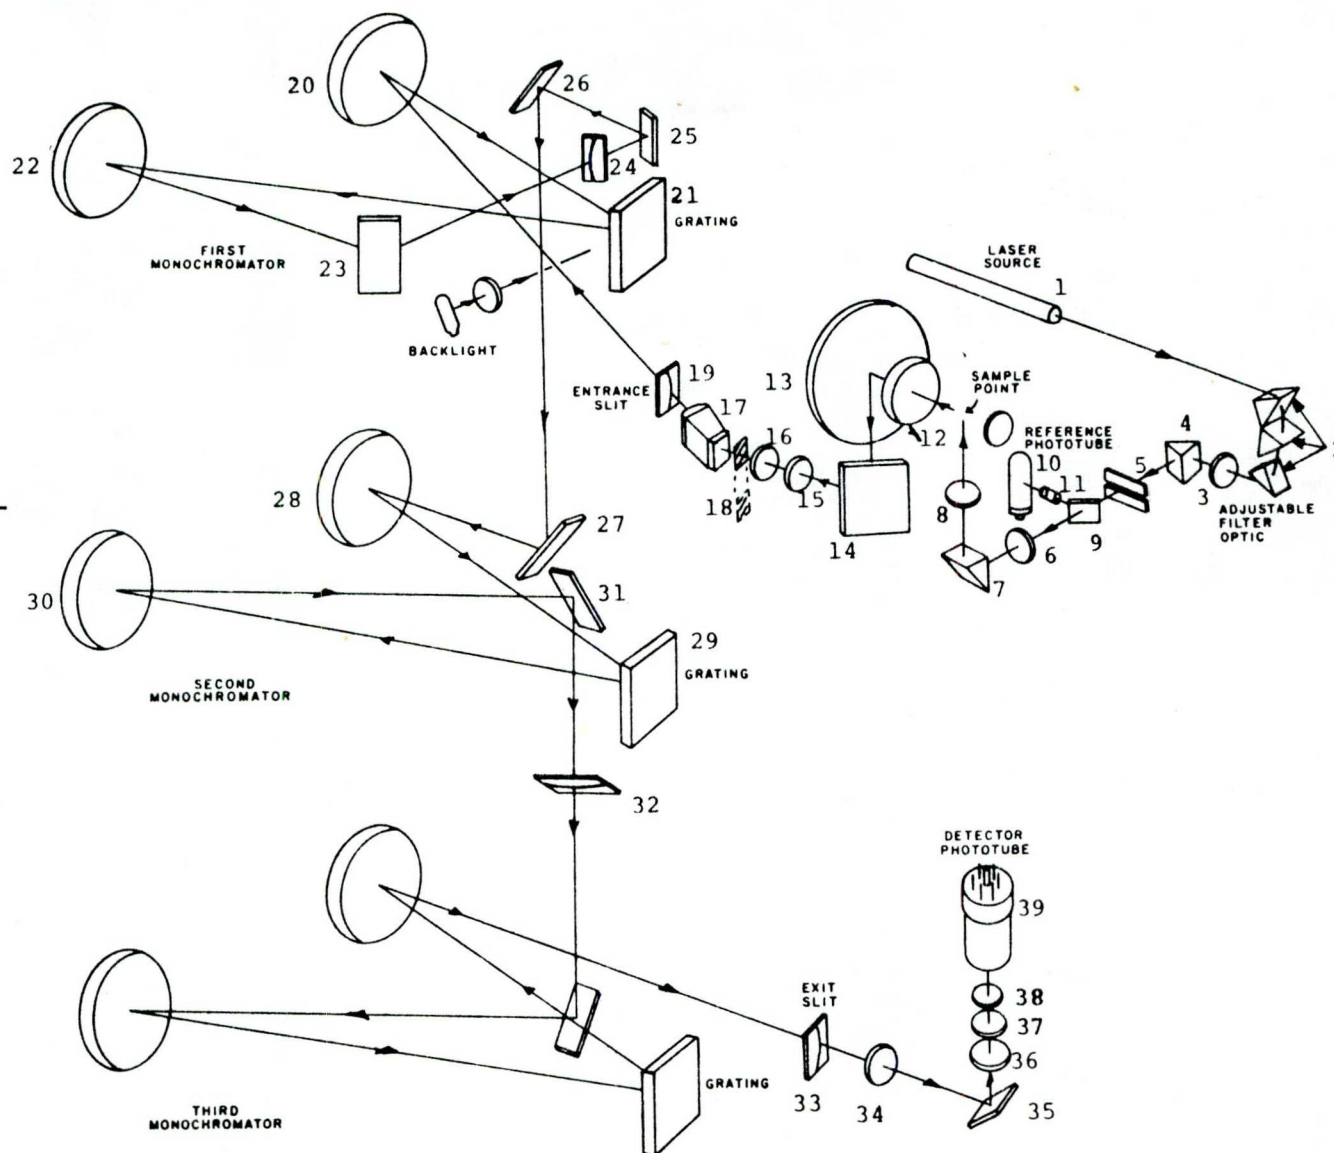 20
26
25
22
24
21
GRATING
FIRST
MONOCHROMATOR
23
BACKLIGHT
LASER
SOURCE
1
13
SAMPLE
POINT
ENTRANCE
SLIT
19
17
16
12
REFERENCE
PHOTOTUBE
10
11
4
5
3
ADJUSTABLE
FILTER
OPTIC
18
15
14
8
9
6
7
28
27
31
30
29
GRATING
SECOND
MONOCHROMATOR
32
DETECTOR
PHOTOTUBE
39
38
37
36
EXIT
SLIT
33
34
35
GRATING
THIRD
MONOCHROMATOR